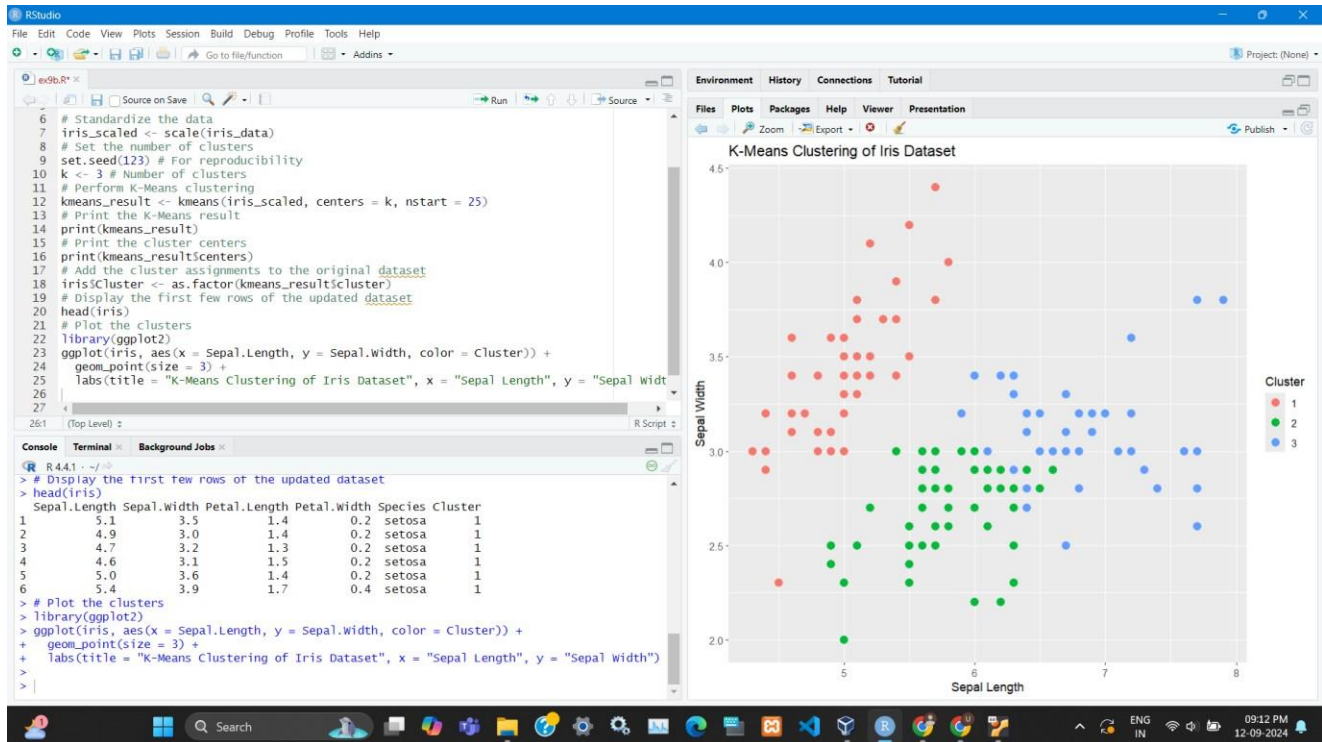 RStudio
File Edit Code View Plots Session Build Debug Profile Tools Help
Go to file/function Addins Project: (None)
ex9b.R*
Source on Save Run Source
6 # Standardize the data
7 iris_scaled <- scale(iris_data)
8 # Set the number of clusters
9 set.seed(123) # For reproducibility
10 k <- 3 # Number of clusters
11 # Perform K-Means clustering
12 kmeans_result <- kmeans(iris_scaled, centers = k, nstart = 25)
13 # Print the K-Means result
14 print(kmeans_result)
15 # Print the cluster centers
16 print(kmeans_result$centers)
17 # Add the cluster assignments to the original dataset
18 iris$Cluster <- as.factor(kmeans_result$cluster)
19 # Display the first few rows of the updated dataset
20 head(iris)
21 # Plot the clusters
22 library(ggplot2)
23 ggplot(iris, aes(x = Sepal.Length, y = Sepal.Width, color = Cluster)) +
24 geom_point(size = 3) +
25 labs(title = "K-Means Clustering of Iris Dataset", x = "Sepal Length", y = "Sepal Widt
26
27
26:1 (Top Level) R Script
Console Terminal Background Jobs
R 4.4.1 · ~/
> # Display the first few rows of the updated dataset
> head(iris)
Sepal.Length Sepal.Width Petal.Length Petal.Width Species Cluster
1 5.1 3.5 1.4 0.2 setosa 1
2 4.9 3.0 1.4 0.2 setosa 1
3 4.7 3.2 1.3 0.2 setosa 1
4 4.6 3.1 1.5 0.2 setosa 1
5 5.0 3.6 1.4 0.2 setosa 1
6 5.4 3.9 1.7 0.4 setosa 1
> # Plot the clusters
> library(ggplot2)
> ggplot(iris, aes(x = Sepal.Length, y = Sepal.Width, color = Cluster)) +
+ geom_point(size = 3) +
+ labs(title = "K-Means Clustering of Iris Dataset", x = "Sepal Length", y = "Sepal Width")
>
>
Environment History Connections Tutorial
Files Plots Packages Help Viewer Presentation
Zoom Export Publish
K-Means Clustering of Iris Dataset
4.5
4.0
3.5
3.0
2.5
2.0
Sepal Width
5 6 7 8
Sepal Length
Cluster
1
2
3
1
Search
ENG
IN
09:12 PM
12-09-2024